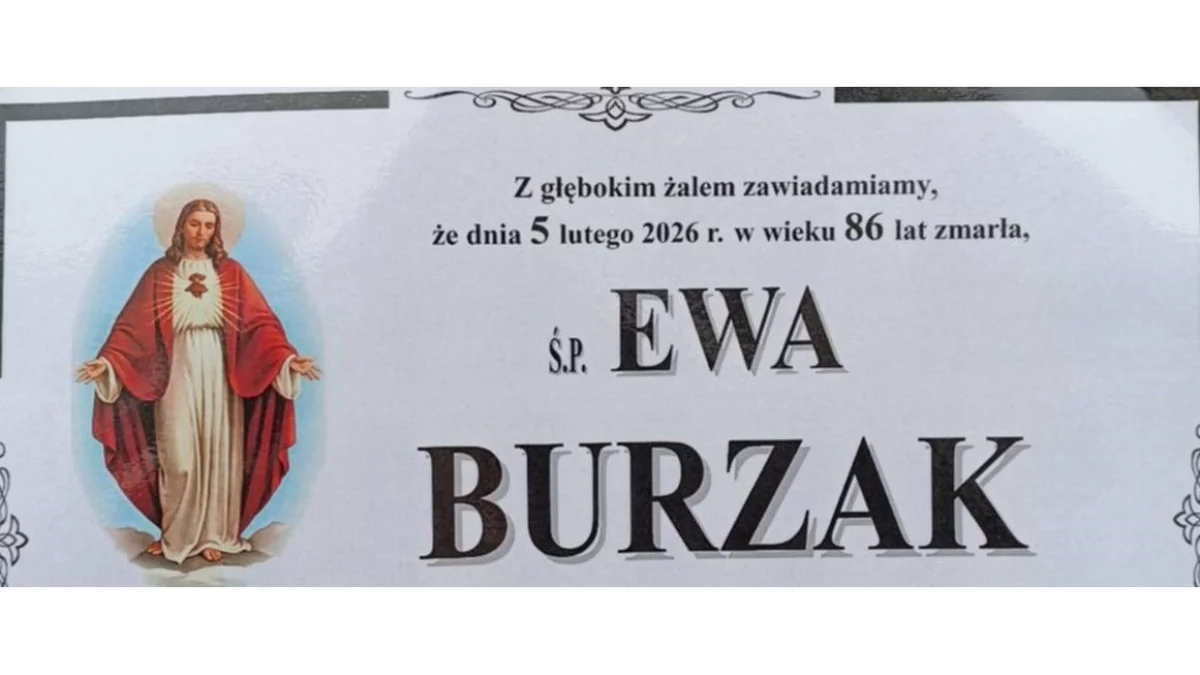 Z głębokim żalem zawiadamiamy,
że dnia 5 lutego 2026 r. w wieku 86 lat zmarła,
Ś.P. EWA
BURZAK